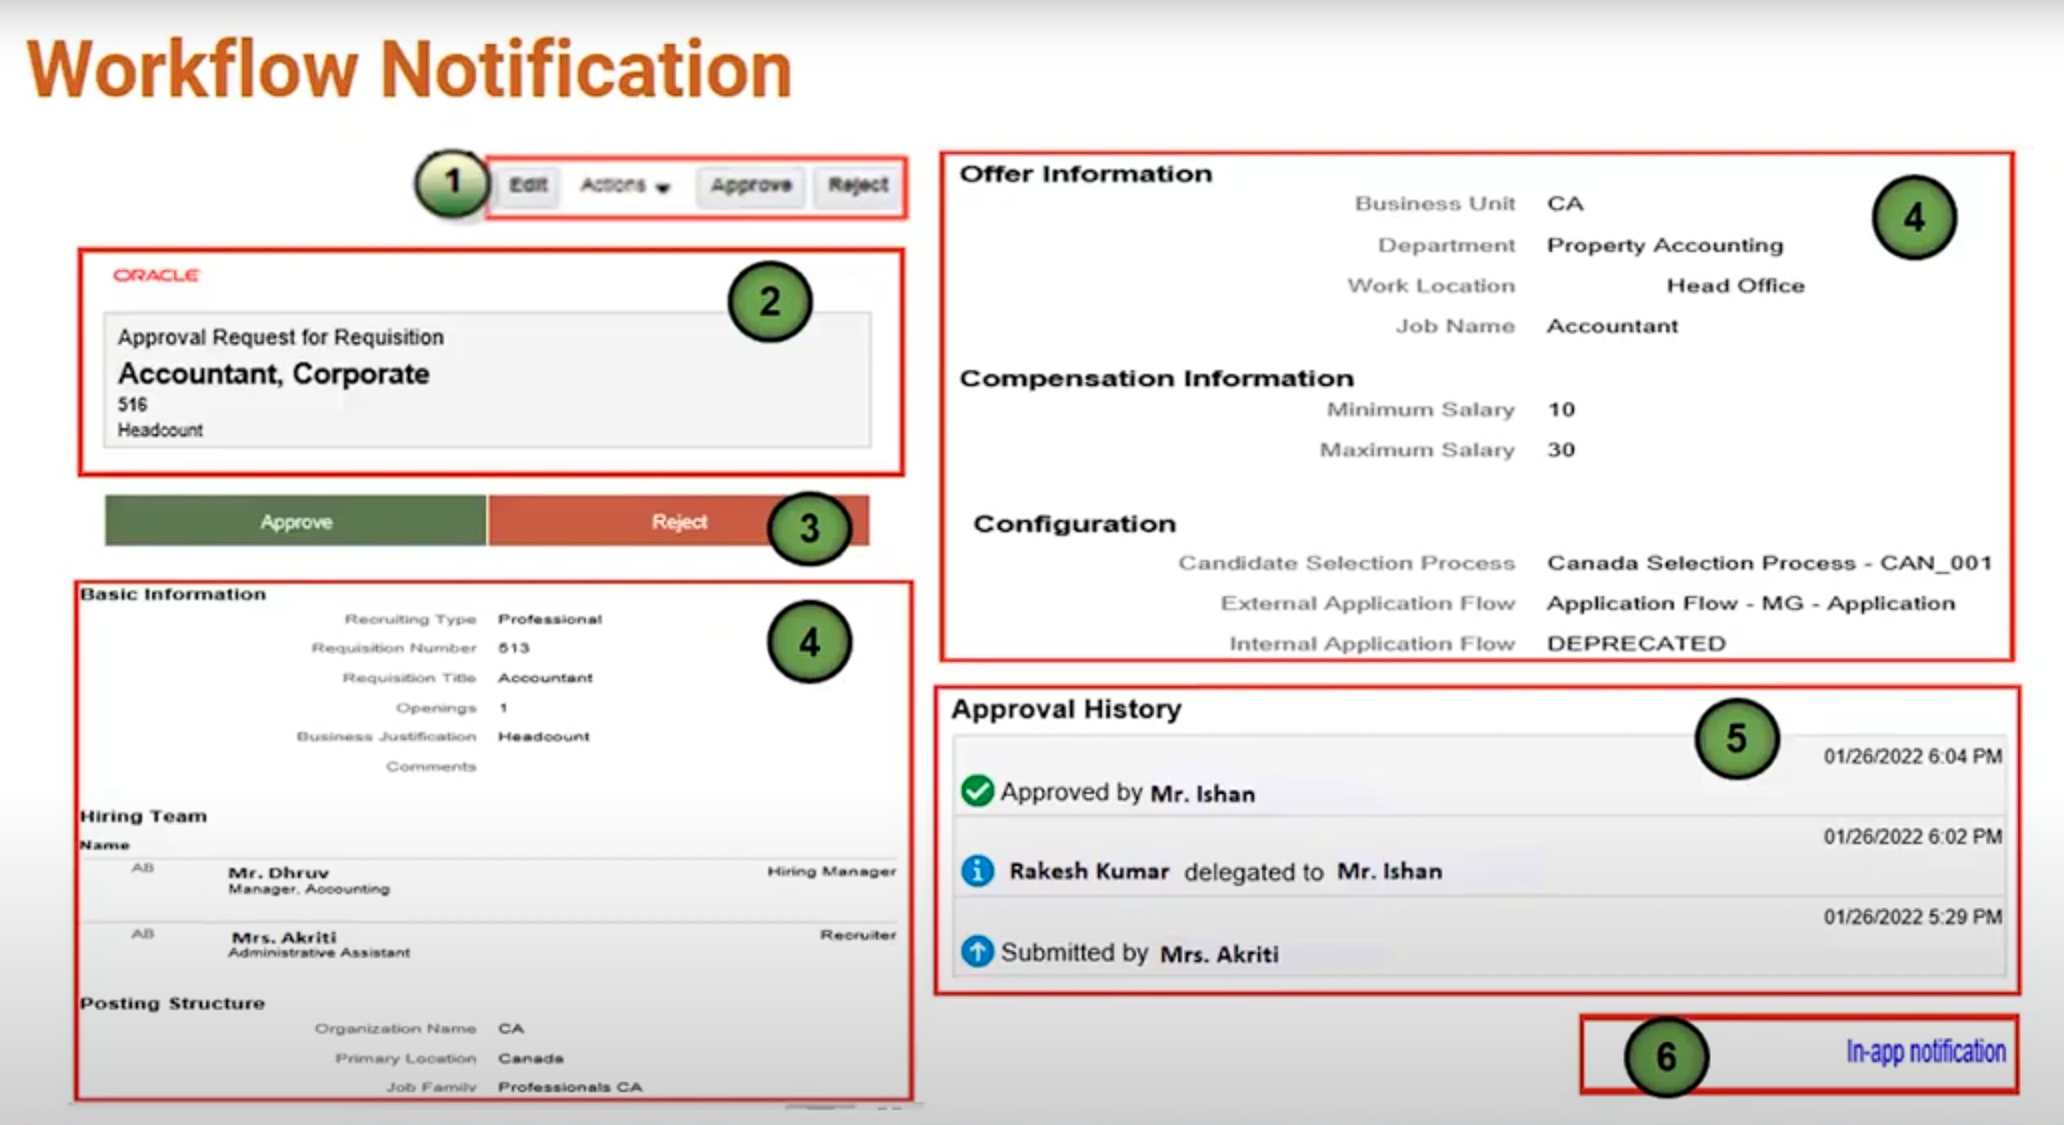 Workflow Notification
1
Edit Actions Approve Reject
ORACLE
2
Approval Request for Requisition
Accountant, Corporate
516
Headcount
Approve Reject
3
Basic Information
4
Recruiting Type Professional
Requisition Number 513
Requisition Title Accountant
Openings 1
Business Justification Headcount
Comments
Hiring Team
Name
AB Mr. Dhruv Hiring Manager
Manager, Accounting
AB Mrs. Akriti Recruiter
Administrative Assistant
Posting Structure
Organization Name CA
Primary Location Canada
Job Family Professionals CA
Offer Information
4
Business Unit CA
Department Property Accounting
Work Location Head Office
Job Name Accountant
Compensation Information
Minimum Salary 10
Maximum Salary 30
Configuration
Candidate Selection Process Canada Selection Process - CAN_001
External Application Flow Application Flow - MG - Application
Internal Application Flow DEPRECATED
Approval History
5
01/26/2022 6:04 PM
Approved by Mr. Ishan
01/26/2022 6:02 PM
Rakesh Kumar delegated to Mr. Ishan
01/26/2022 5:29 PM
Submitted by Mrs. Akriti
6
In-app notification